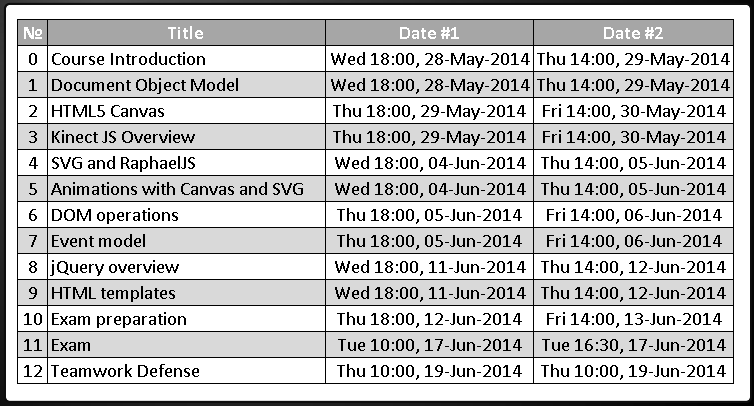 № Title Date #1 Date #2
0 Course Introduction Wed 18:00, 28-May-2014 Thu 14:00, 29-May-2014
1 Document Object Model Wed 18:00, 28-May-2014 Thu 14:00, 29-May-2014
2 HTML5 Canvas Thu 18:00, 29-May-2014 Fri 14:00, 30-May-2014
3 Kinect JS Overview Thu 18:00, 29-May-2014 Fri 14:00, 30-May-2014
4 SVG and RaphaelJS Wed 18:00, 04-Jun-2014 Thu 14:00, 05-Jun-2014
5 Animations with Canvas and SVG Wed 18:00, 04-Jun-2014 Thu 14:00, 05-Jun-2014
6 DOM operations Thu 18:00, 05-Jun-2014 Fri 14:00, 06-Jun-2014
7 Event model Thu 18:00, 05-Jun-2014 Fri 14:00, 06-Jun-2014
8 jQuery overview Wed 18:00, 11-Jun-2014 Thu 14:00, 12-Jun-2014
9 HTML templates Wed 18:00, 11-Jun-2014 Thu 14:00, 12-Jun-2014
10 Exam preparation Thu 18:00, 12-Jun-2014 Fri 14:00, 13-Jun-2014
11 Exam Tue 10:00, 17-Jun-2014 Tue 16:30, 17-Jun-2014
12 Teamwork Defense Thu 10:00, 19-Jun-2014 Thu 10:00, 19-Jun-2014